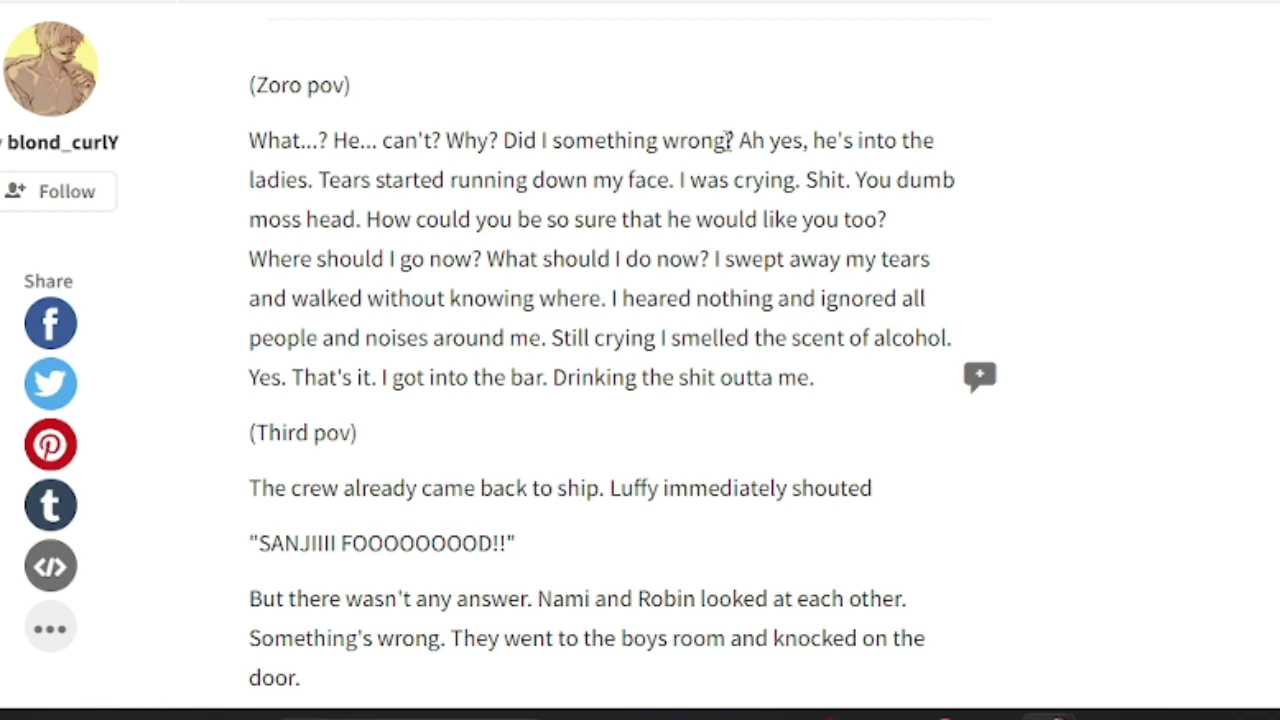 (Zoro pov)
blond_curlY
What...? He... can't? Why? Did I something wrong? Ah yes, he's into the
Follow
ladies. Tears started running down my face. I was crying. Shit. You dumb
moss head. How could you be so sure that he would like you too?
Where should I go now? What should I do now? I swept away my tears
Share
and walked without knowing where. I heared nothing and ignored all
people and noises around me. Still crying I smelled the scent of alcohol.
Yes. That's it. I got into the bar. Drinking the shit outta me.
(Third pov)
The crew already came back to ship. Luffy immediately shouted
"SANJIIII FOOOOOOOOD!!"
But there wasn't any answer. Nami and Robin looked at each other.
Something's wrong. They went to the boys room and knocked on the
door.